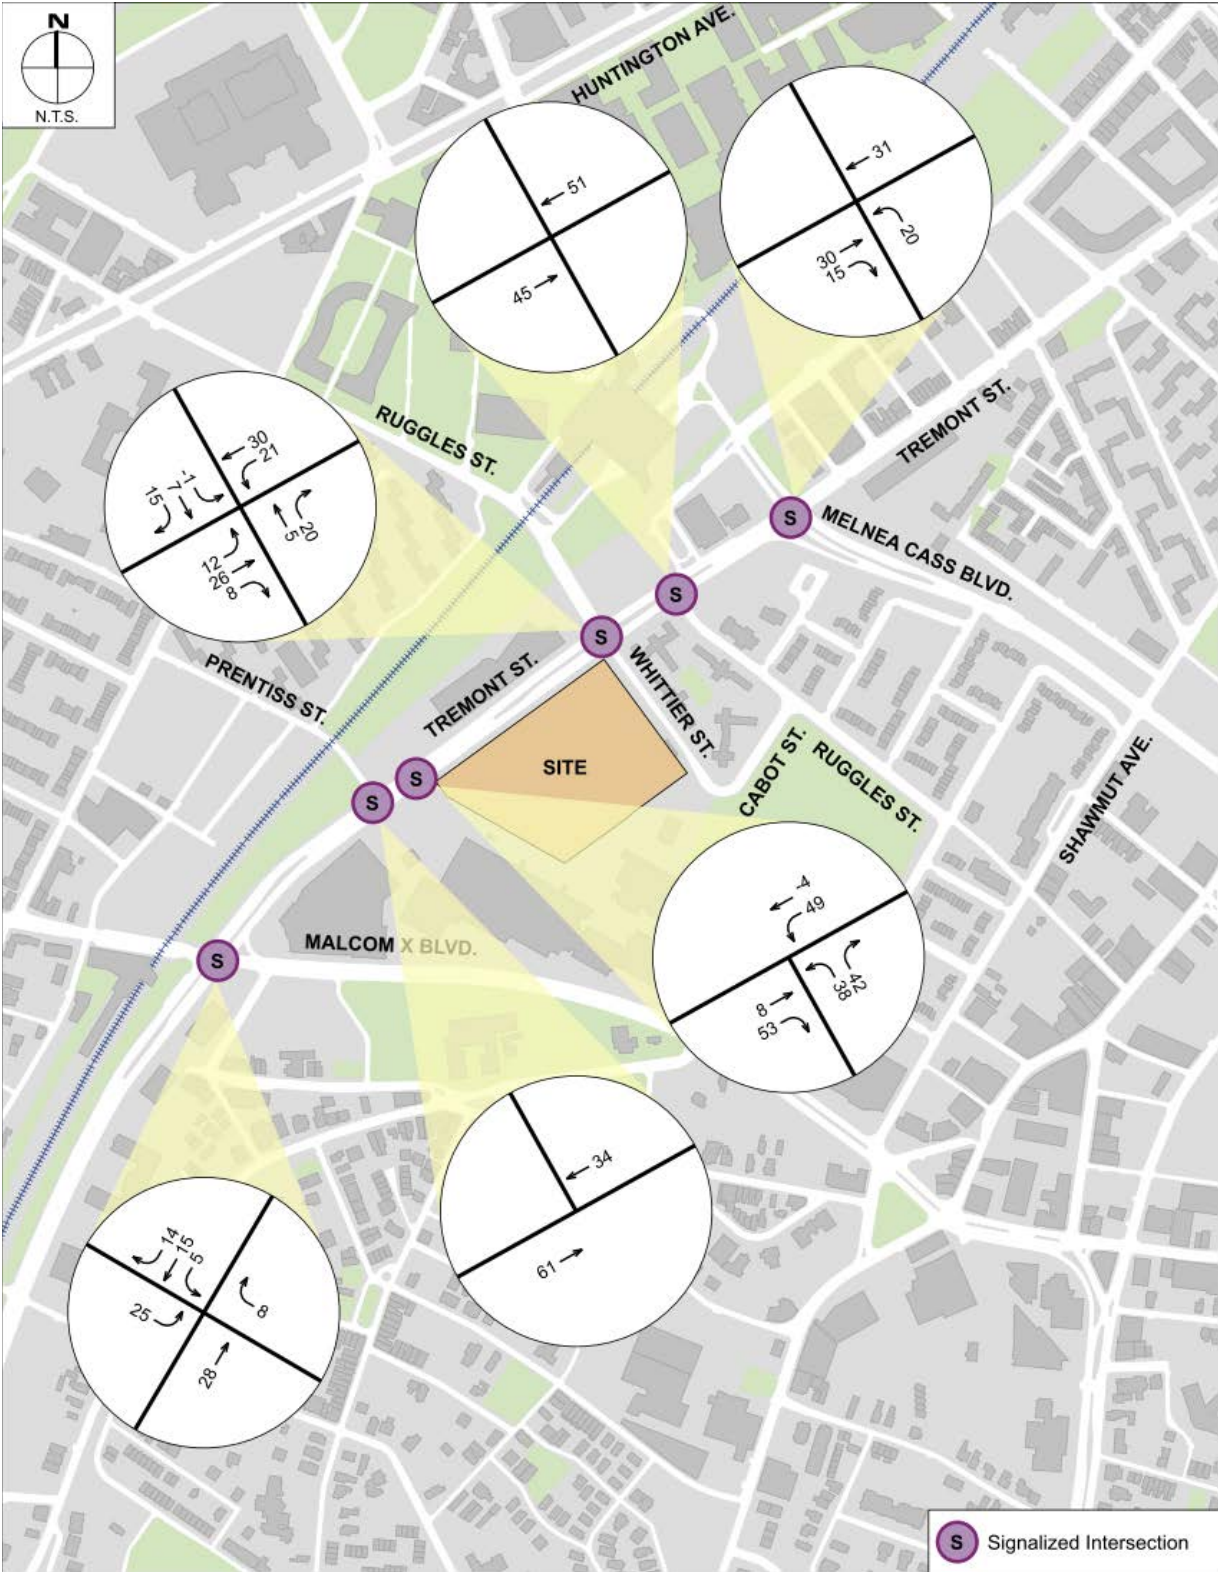 N
N.T.S.
HUNTINGTON AVE.
31
20
30
15
51
45
TREMONT ST.
RUGGLES ST.
30
21
-1
7
15
20
5
12
26
8
S
MELNEA CASS BLVD.
S
S
WHITTIER ST.
PRENTISS ST.
TREMONT ST.
SITE
CABOT ST.
RUGGLES ST.
SHAWMUT AVE.
S
S
-4
49
42
38
8
53
MALCOM X BLVD.
S
34
61
14
15
5
25
8
28
S Signalized Intersection